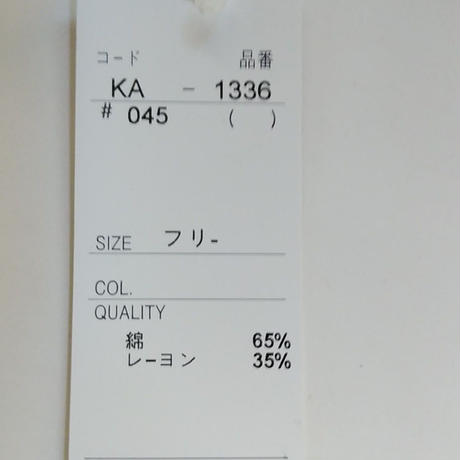 コード 品番
KA - 1336
# 045 ( )
SIZE フリ-
COL.
QUALITY
綿 65%
レーヨン 35%